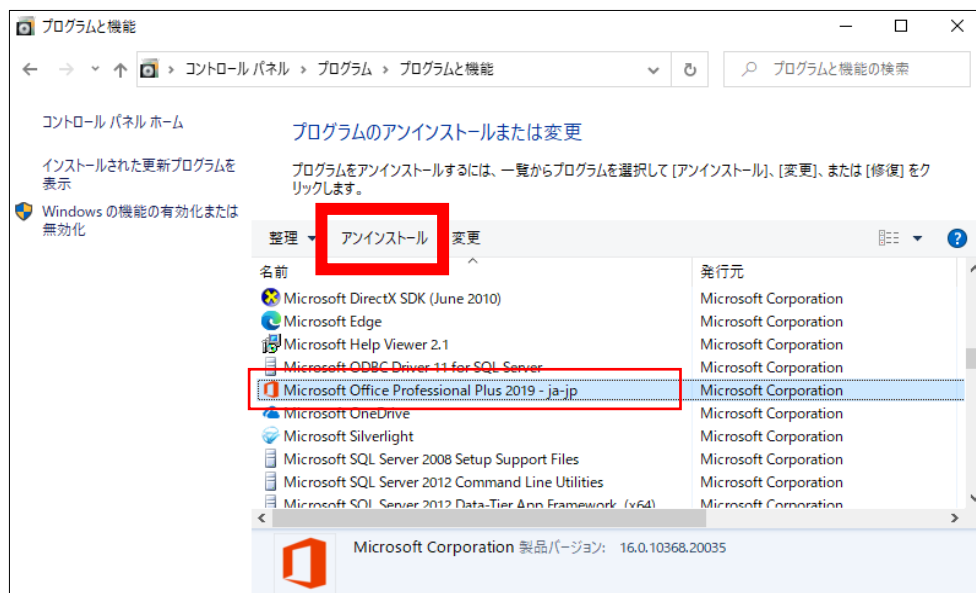 プログラムと機能
コントロール パネル › プログラム › プログラムと機能
プログラムと機能の検索
コントロール パネル ホーム
インストールされた更新プログラムを
表示
Windows の機能の有効化または
無効化
プログラムのアンインストールまたは変更
プログラムをアンインストールするには、一覧からプログラムを選択して [アンインストール]、[変更]、または [修復] をク
リックします。
整理 アンインストール 変更
名前 発行元
Microsoft DirectX SDK (June 2010) Microsoft Corporation
Microsoft Edge Microsoft Corporation
Microsoft Help Viewer 2.1 Microsoft Corporation
Microsoft ODBC Driver 11 for SQL Server Microsoft Corporation
Microsoft Office Professional Plus 2019 - ja-jp Microsoft Corporation
Microsoft OneDrive Microsoft Corporation
Microsoft Silverlight Microsoft Corporation
Microsoft SQL Server 2008 Setup Support Files Microsoft Corporation
Microsoft SQL Server 2012 Command Line Utilities Microsoft Corporation
Microsoft SQL Server 2012 Data-Tier App Framework (x64) Microsoft Corporation
Microsoft Corporation 製品バージョン: 16.0.10368.20035